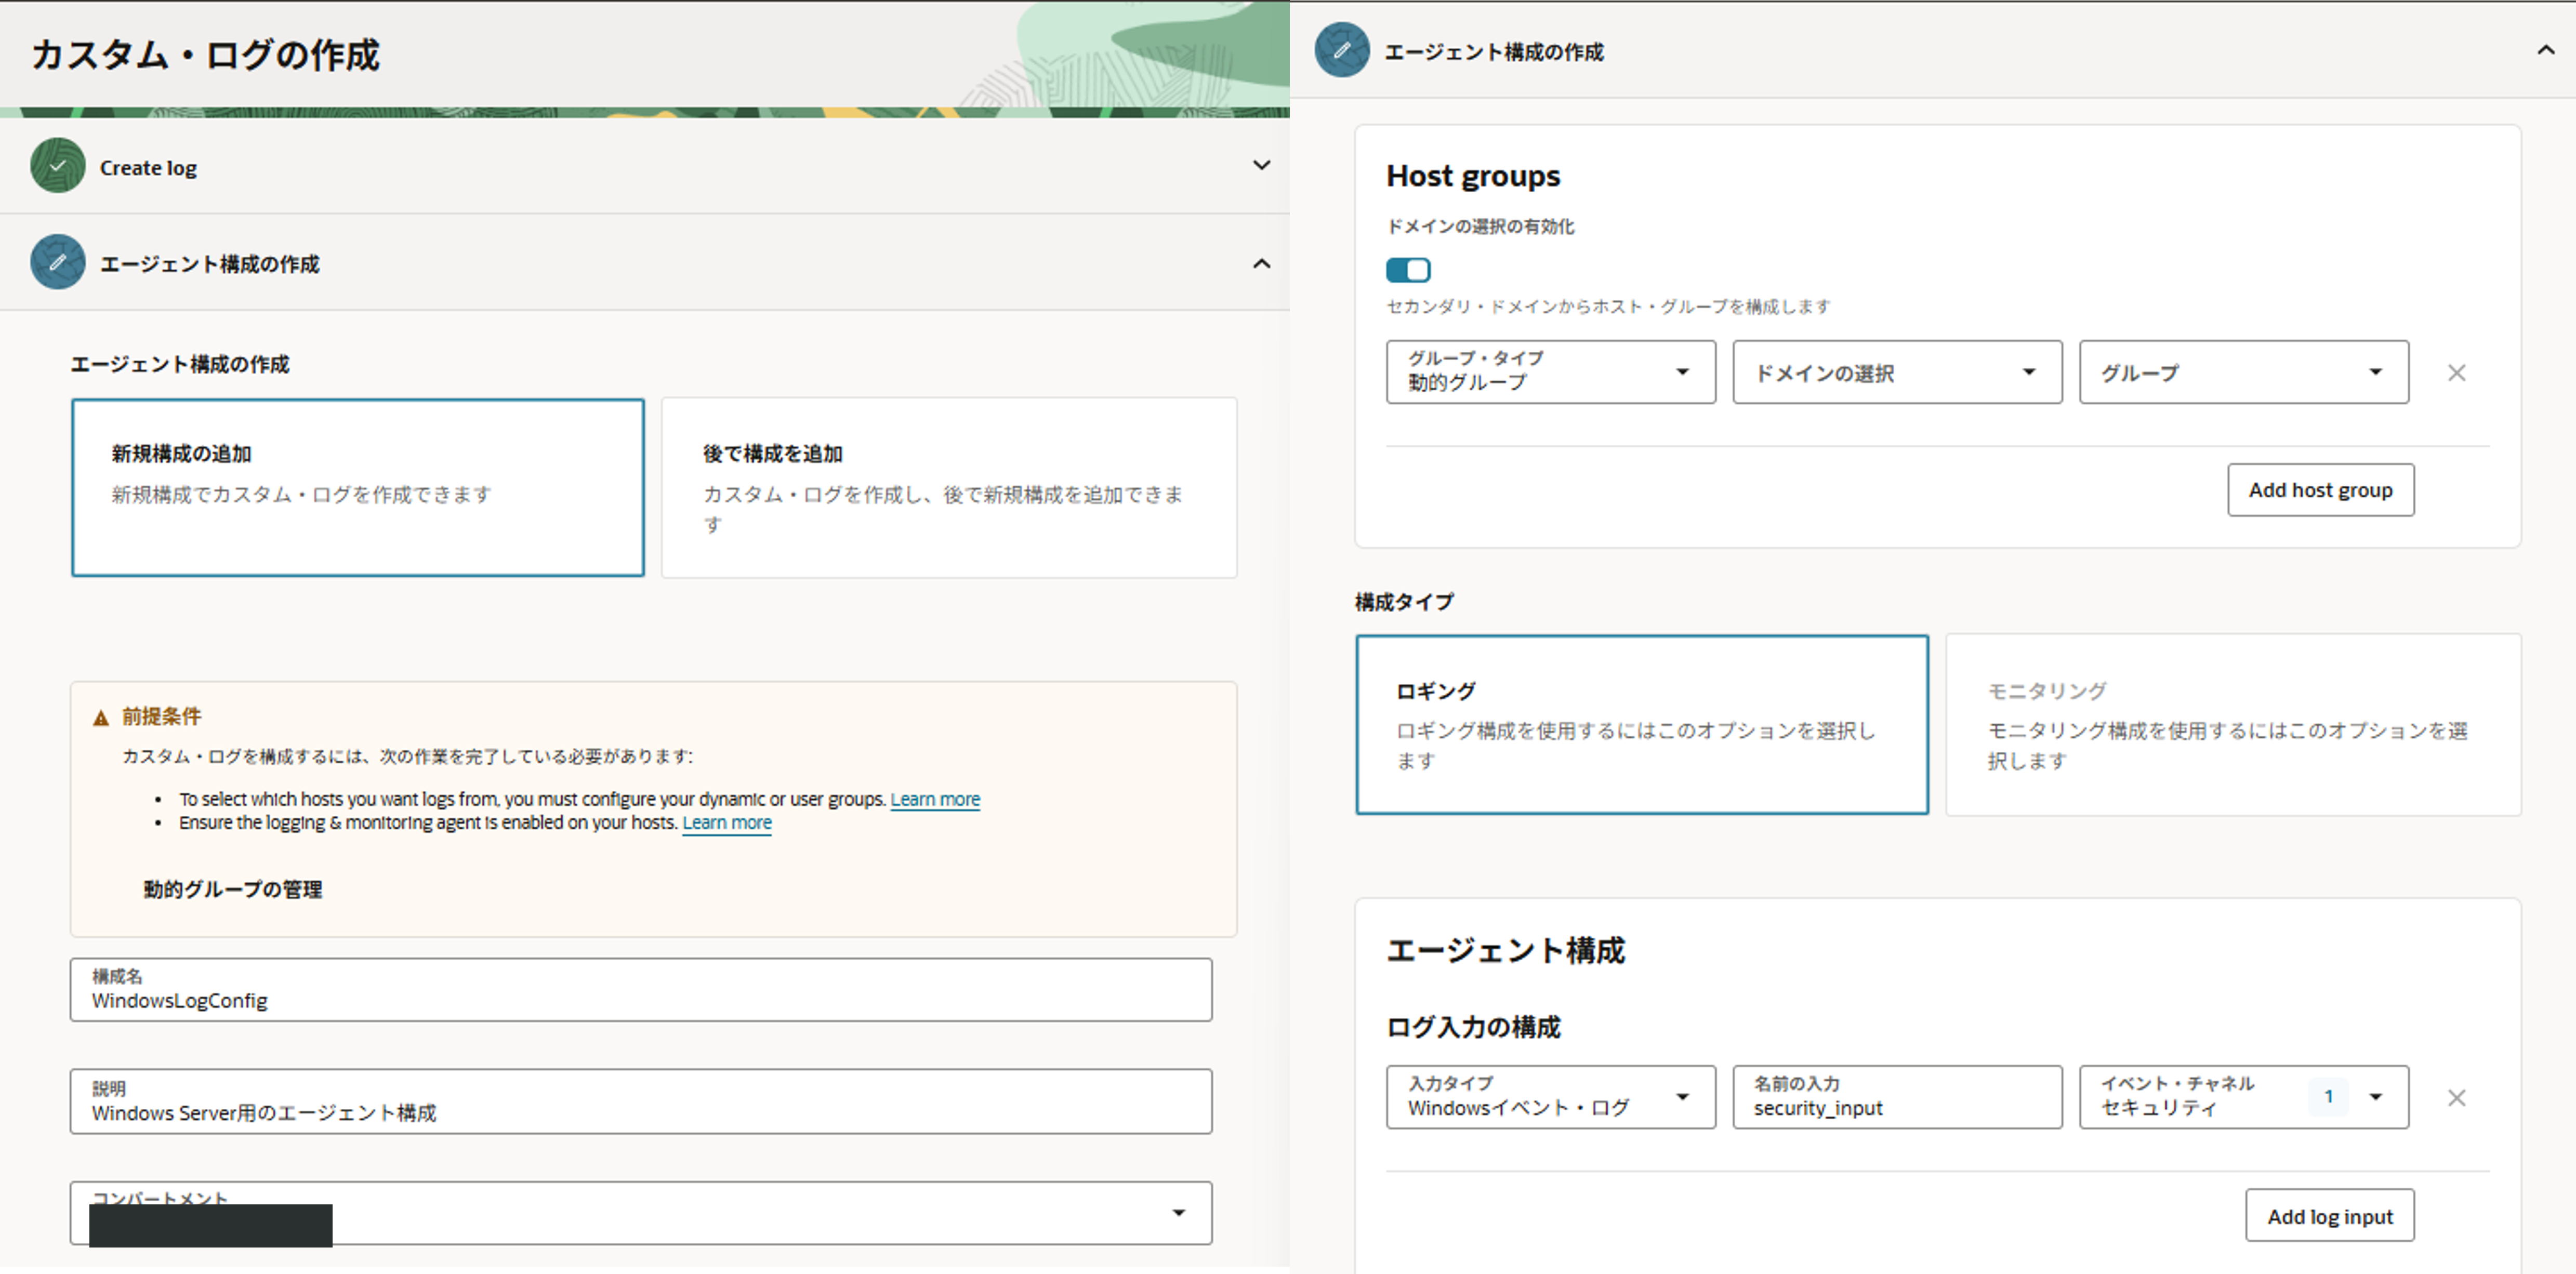 カスタム・ログの作成
Create log
エージェント構成の作成
エージェント構成の作成
新規構成の追加
新規構成でカスタム・ログを作成できます
後で構成を追加
カスタム・ログを作成し、後で新規構成を追加できま
す
前提条件
カスタム・ログを構成するには、次の作業を完了している必要があります:
• To select which hosts you want logs from, you must configure your dynamic or user groups. Learn more
• Ensure the logging & monitoring agent is enabled on your hosts. Learn more
動的グループの管理
構成名
WindowsLogConfig
説明
Windows Server用のエージェント構成
コンパートメント
エージェント構成の作成
Host groups
ドメインの選択の有効化
セカンダリ・ドメインからホスト・グループを構成します
グループ・タイプ
動的グループ
ドメインの選択
グループ
Add host group
構成タイプ
ロギング
ロギング構成を使用するにはこのオプションを選択し
ます
モニタリング
モニタリング構成を使用するにはこのオプションを選
択します
エージェント構成
ログ入力の構成
入力タイプ
Windowsイベント・ログ
名前の入力
security_input
イベント・チャネル
セキュリティ
1
Add log input